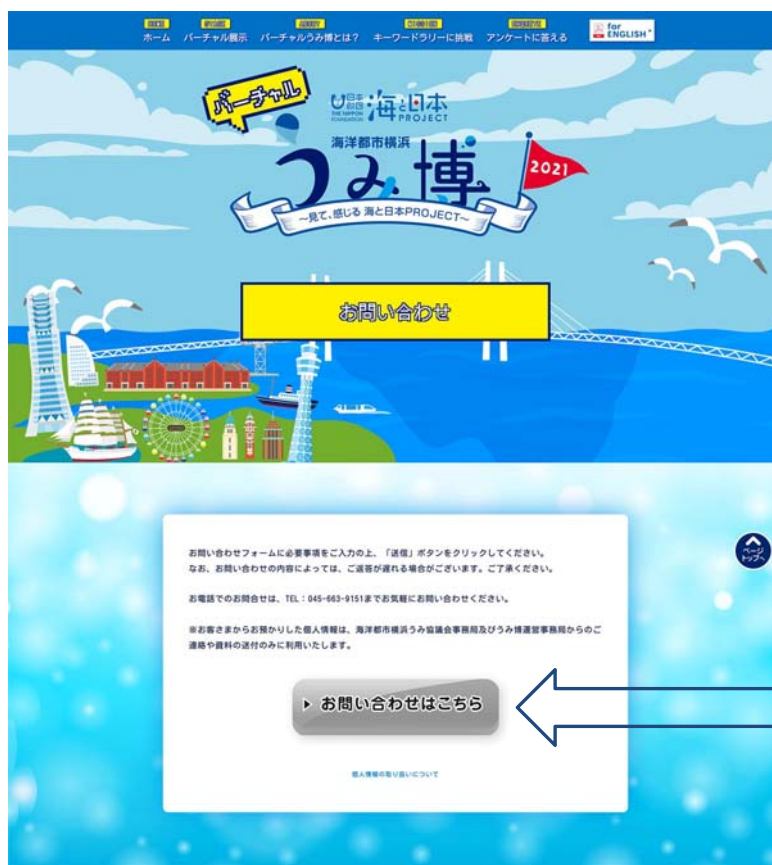 HOME
ホーム
STAGE
バーチャル展示
ABOUT
バーチャルうみ博とは?
MISSION
キーワードラリーに挑戦
ENQUETE
アンケートに答える
for
ENGLISH
バーチャル
日本財団
THE NIPPON
FOUNDATION
海と日本
PROJECT
海洋都市横浜
うみ博
2021
〜見て、感じる 海と日本PROJECT〜
お問い合わせ
お問い合わせフォームに必要事項をご入力の上、「送信」ボタンをクリックしてください。
なお、お問い合わせの内容によっては、ご返答が遅れる場合がございます。ご了承ください。
お電話でのお問合せは、TEL:045-663-9151までお気軽にお問い合わせください。
※お客さまからお預かりした個人情報は、海洋都市横浜うみ協議会事務局及びうみ博運営事務局からのご
連絡や資料の送付のみに利用いたします。
お問い合わせはこちら
個人情報の取り扱いについて
ページ
トップへ